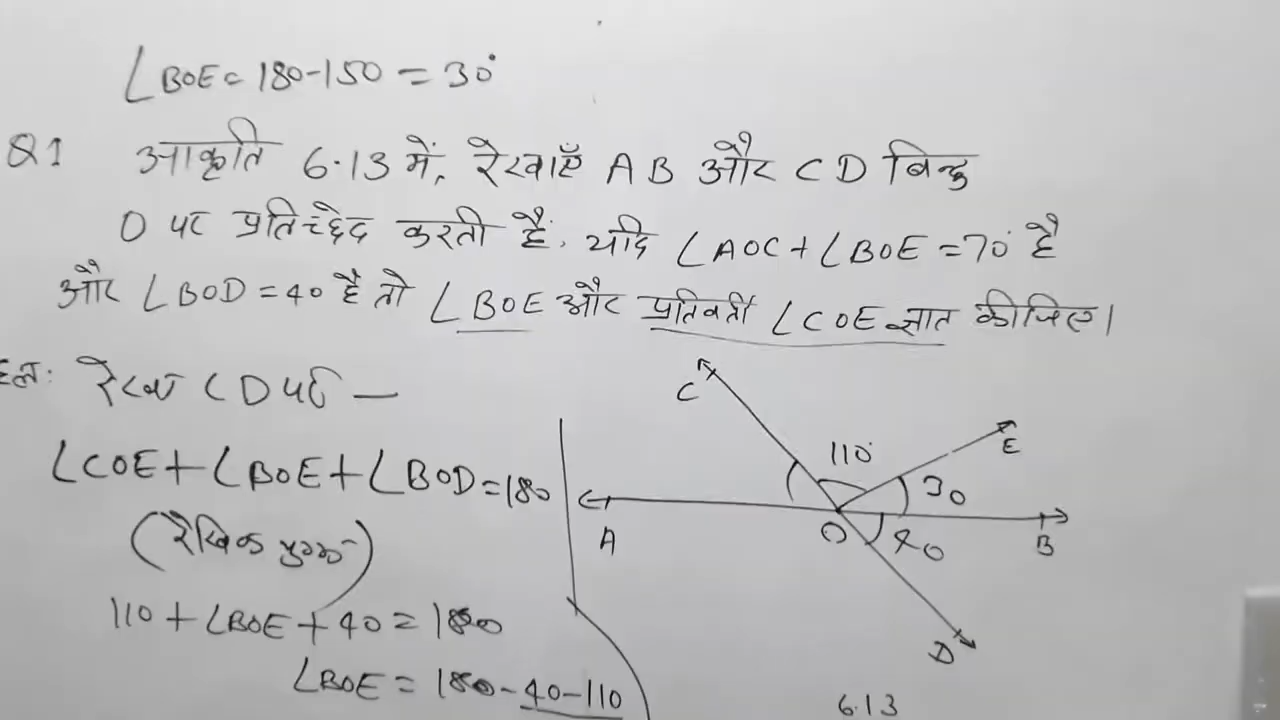 ∠BOE = 180-150 = 30°
Q1 आकृति 6.13 में, रेखाएँ AB और CD बिन्दु
O पर प्रतिच्छेद करती हैं. यदि ∠AOC+∠BOE=70° है
और ∠BOD=40 है तो ∠BOE और प्रतिवर्ती ∠COE ज्ञात कीजिए।
हल: रेखा CD पर —
∠COE+∠BOE+∠BOD=180
(रैखिक युग्म)
110+∠BOE+40=180
∠BOE = 180-40-110
C
E
110°
30
A
O
40
B
D
6.13